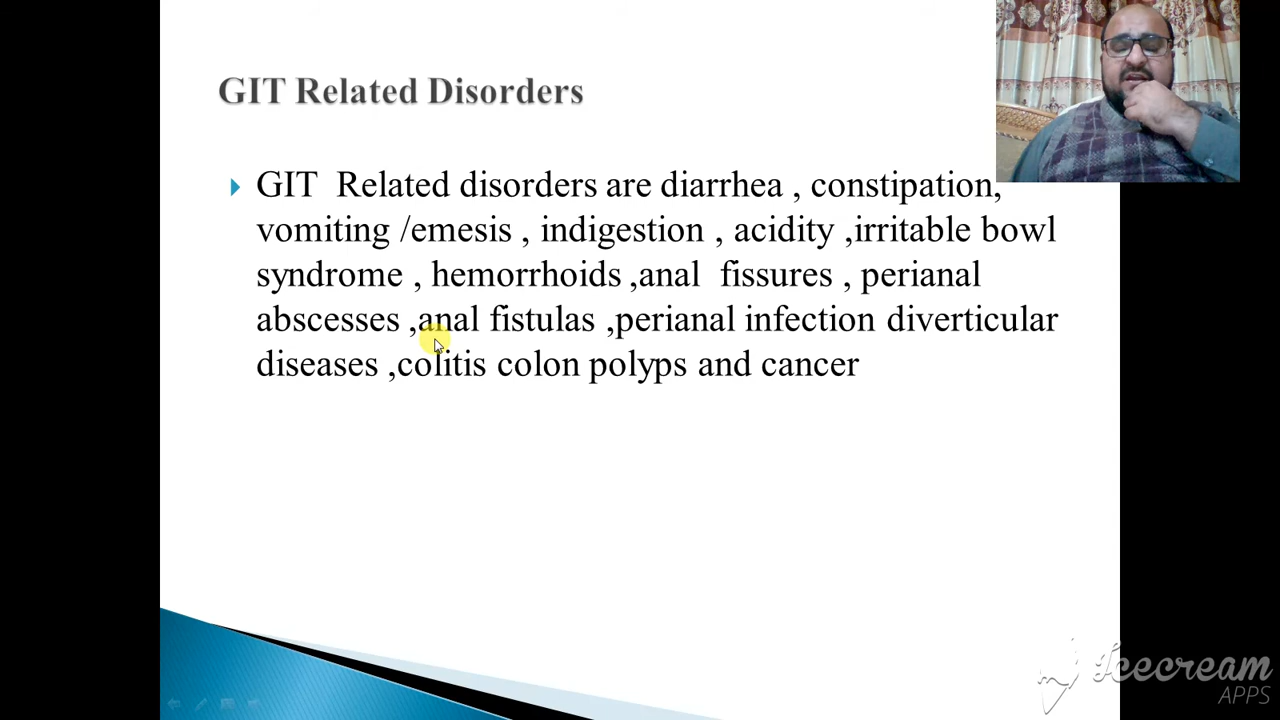 GIT Related Disorders
GIT Related disorders are diarrhea , constipation,
vomiting /emesis , indigestion , acidity ,irritable bowl
syndrome , hemorrhoids ,anal fissures , perianal
abscesses ,anal fistulas ,perianal infection diverticular
diseases ,colitis colon polyps and cancer
Icecream
APPS